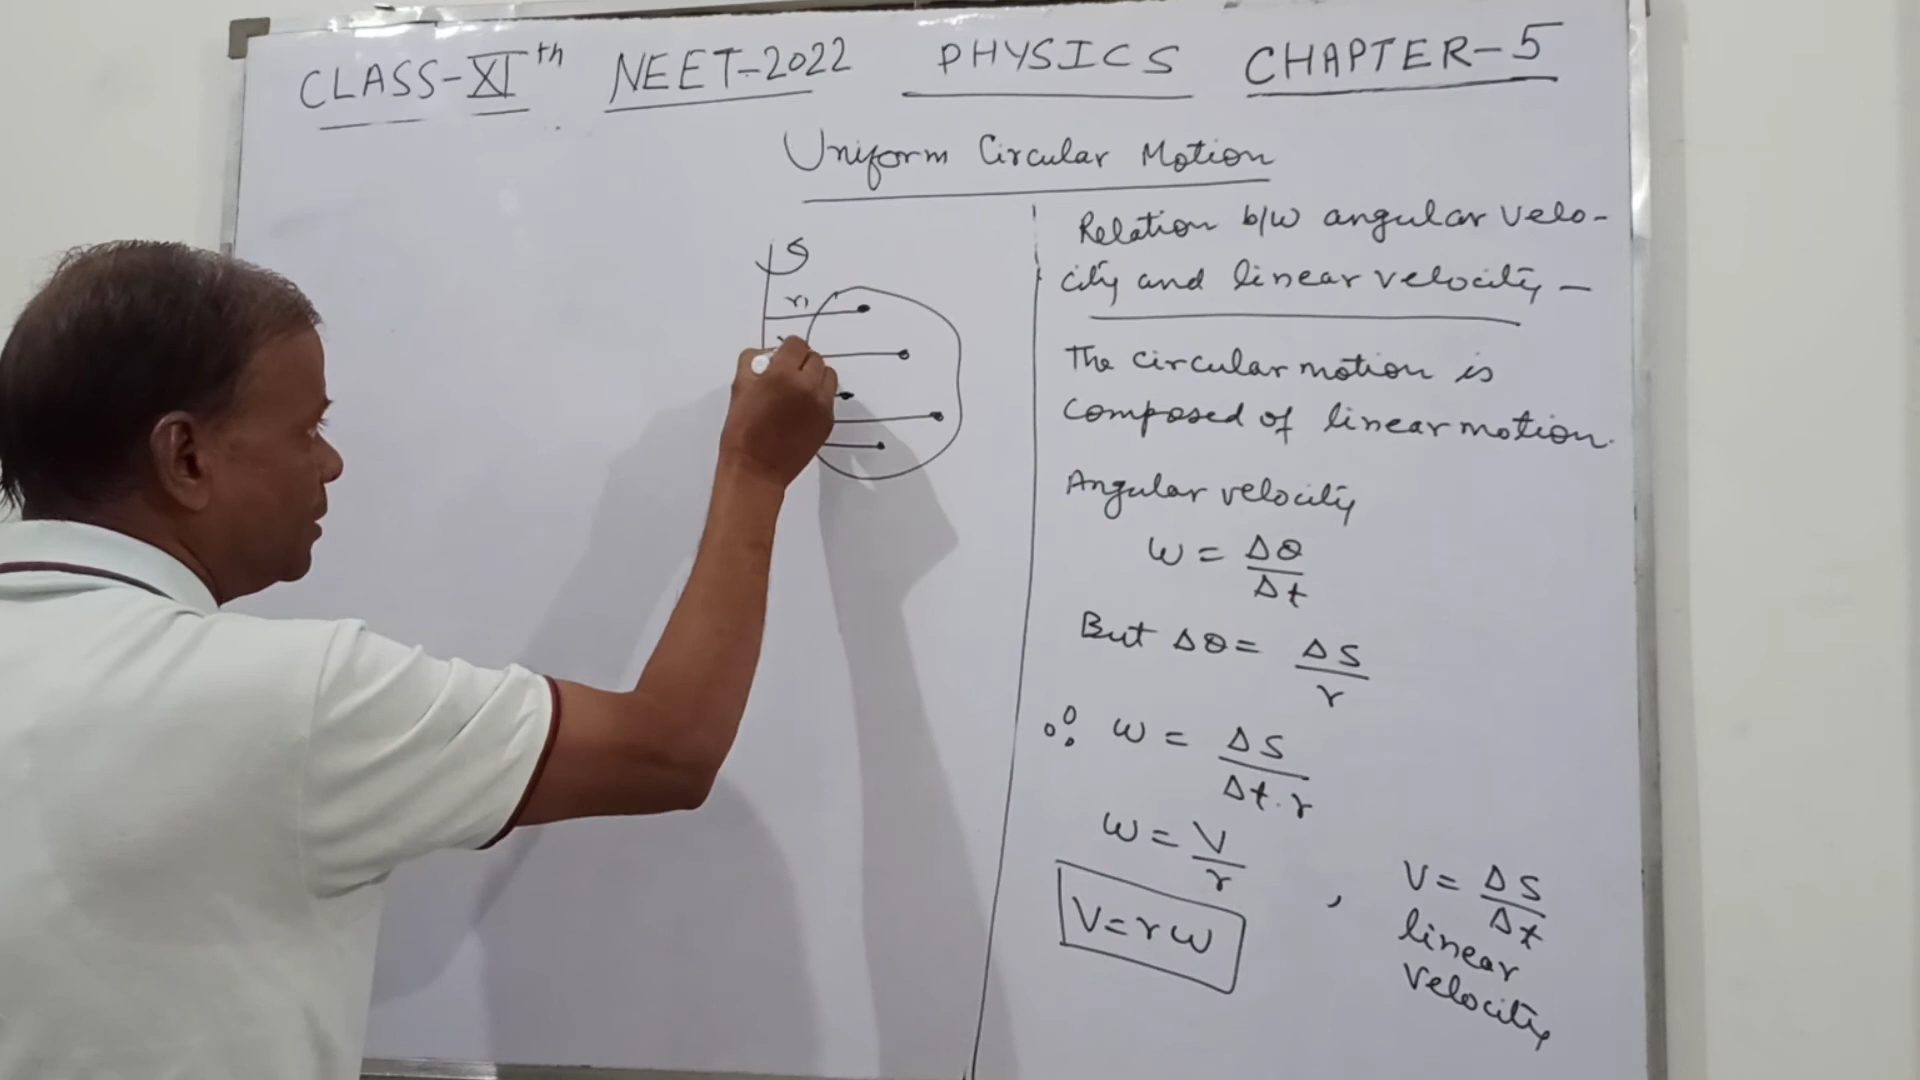 CLASS-XIth NEET-2022 PHYSICS CHAPTER-5
Uniform Circular Motion
r1
Relation b/w angular velo-
city and linear velocity -
The circular motion is
composed of linear motion.
Angular velocity
ω = Δθ/Δt
But Δθ = ΔS/r
∴ ω = ΔS/Δt.r
ω = V/r , V = ΔS/Δt
linear
velocity
V = rω